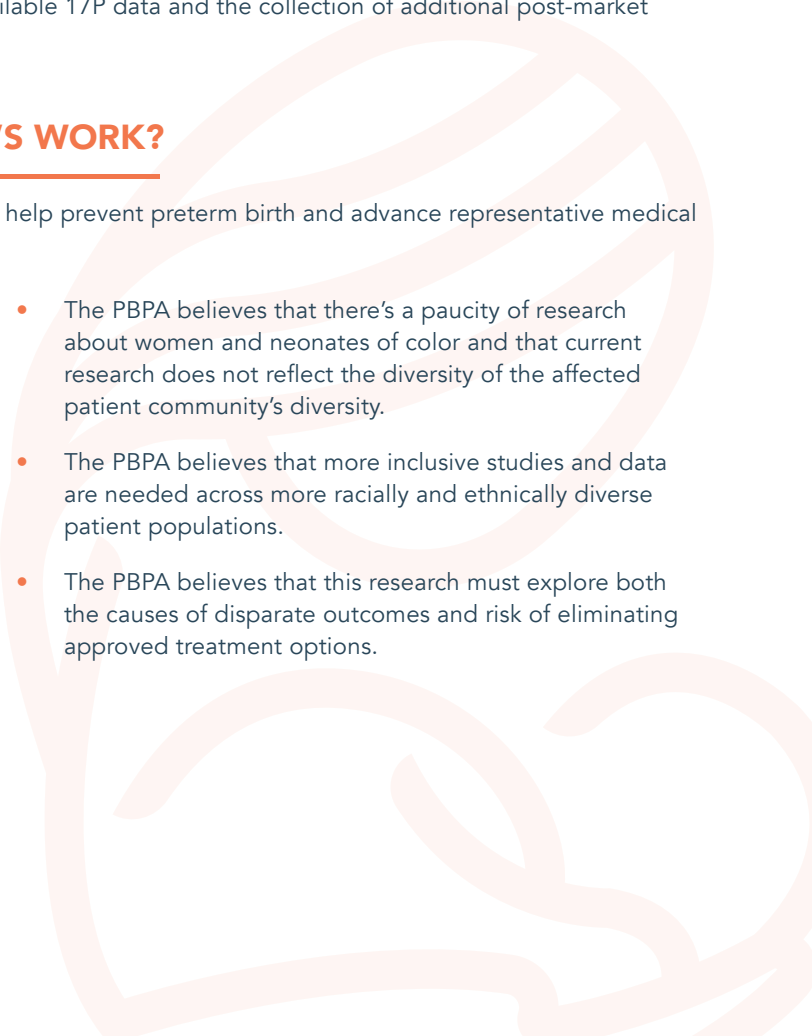 17P data and the collection of additional post-market
WORK?
help prevent preterm birth and advance representative medical
• The PBPA believes that there's a paucity of research
about women and neonates of color and that current
research does not reflect the diversity of the affected
patient community's diversity.
• The PBPA believes that more inclusive studies and data
are needed across more racially and ethnically diverse
patient populations.
• The PBPA believes that this research must explore both
the causes of disparate outcomes and risk of eliminating
approved treatment options.